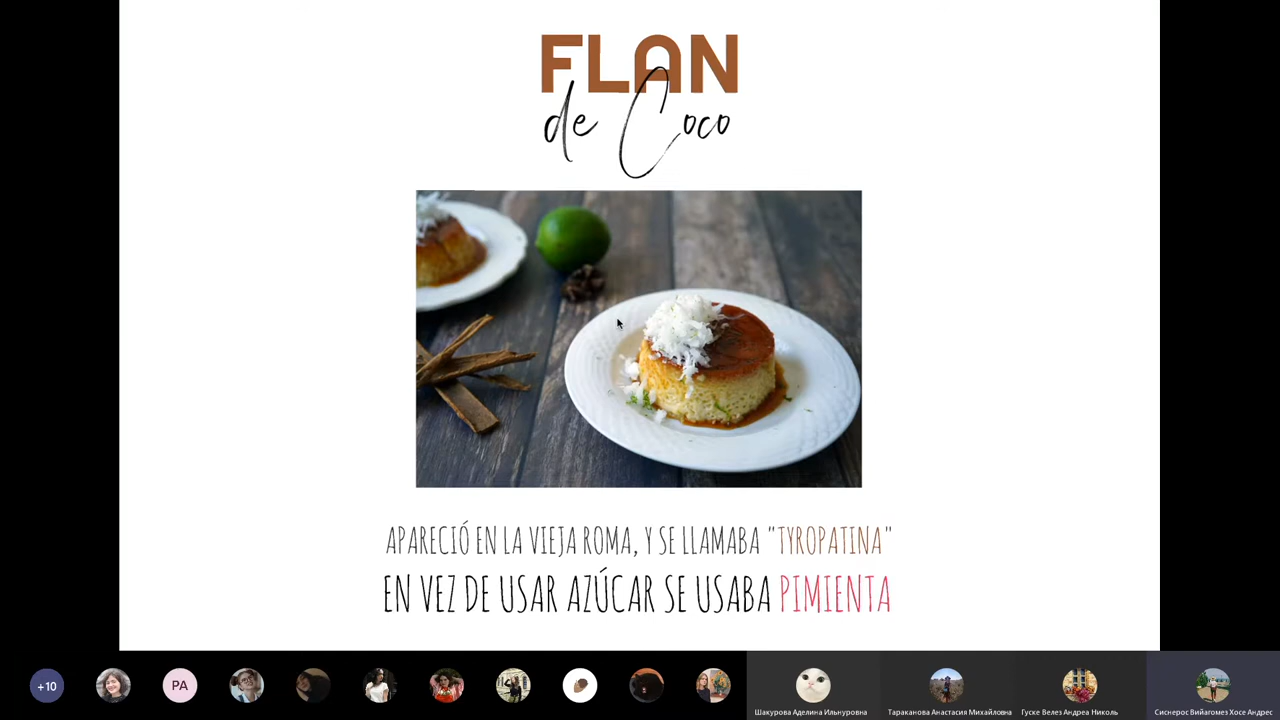 FLAN
de Coco
APARECIÓ EN LA VIEJA ROMA, Y SE LLAMABA "TYROPATINA"
EN VEZ DE USAR AZÚCAR SE USABA PIMIENTA
+10
PA
Шакурова Аделина Ильнуровна
Тараканова Анастасия Михайловна
Гуске Велез Андреа Николь
Сиснерос Вийагомез Хосе Андрес